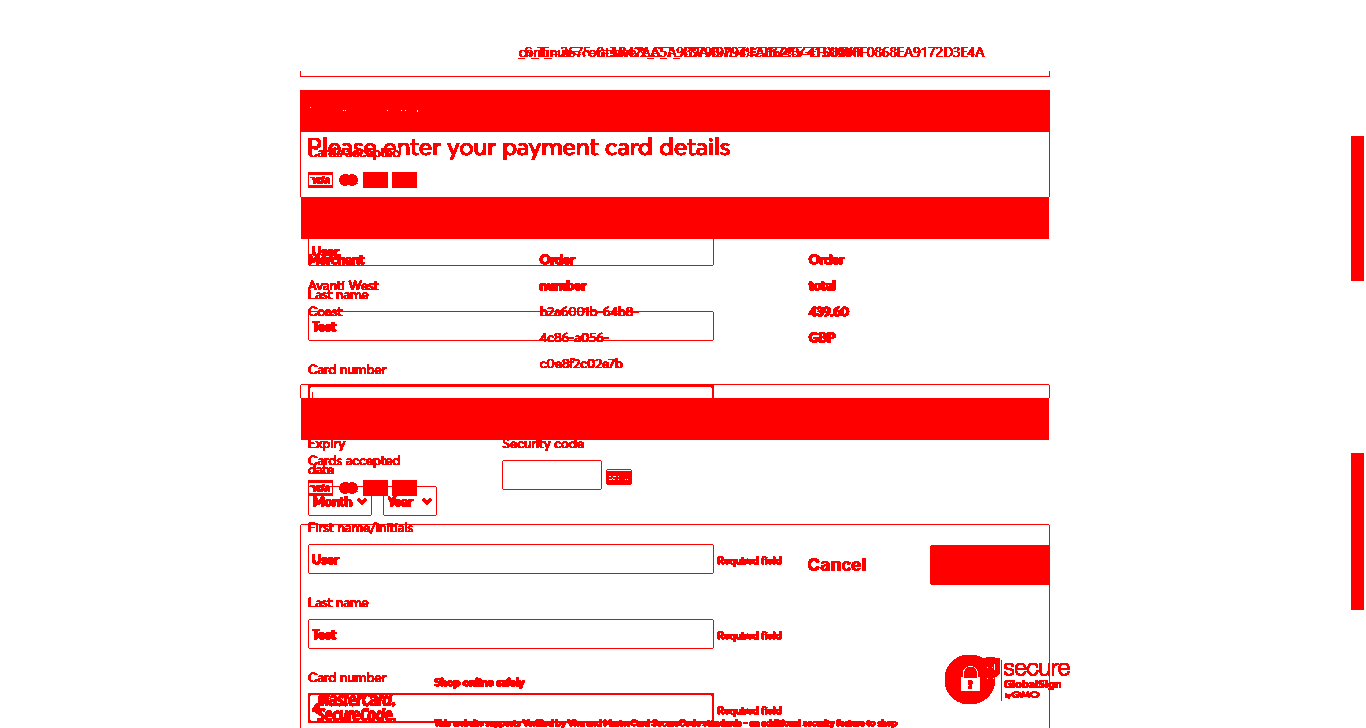 Please enter your payment card details
Cards accepted
VISA
User
Merchant
Order
Order
Avanti West
number
total
Last name
Coast
b2a6001b-64b8-
439.60
Test
4c86-a056-
GBP
c0e8f2c02e7b
Card number
Expiry
Security code
Cards accepted
date
VISA
Month
Year
First name/initials
User
Required field
Cancel
Last name
Test
Required field
secure
GlobalSign
by GMO
Card number
Shop online safely
MasterCard.
SecureCode.
Required field
This website supports Verified by Visa and MasterCard SecureCode standards - an additional security feature to shop